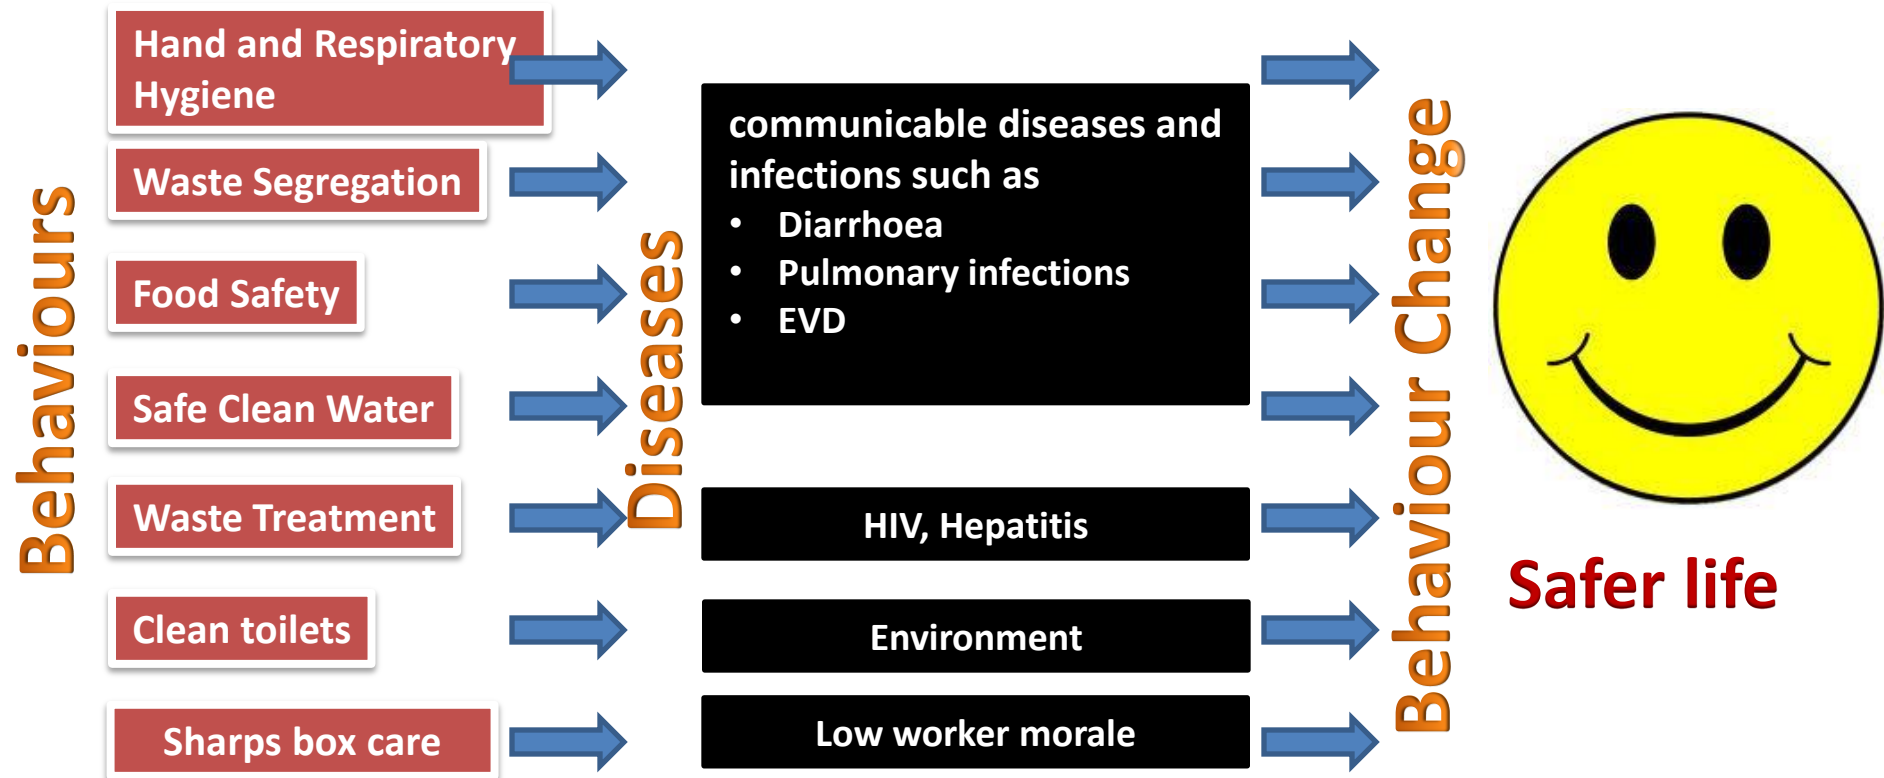 Behaviours
Hand and Respiratory
Hygiene
Waste Segregation
Food Safety
Safe Clean Water
Waste Treatment
Clean toilets
Sharps box care
Diseases
communicable diseases and
infections such as
• Diarrhoea
• Pulmonary infections
• EVD
HIV, Hepatitis
Environment
Low worker morale
Behaviour Change
Safer life